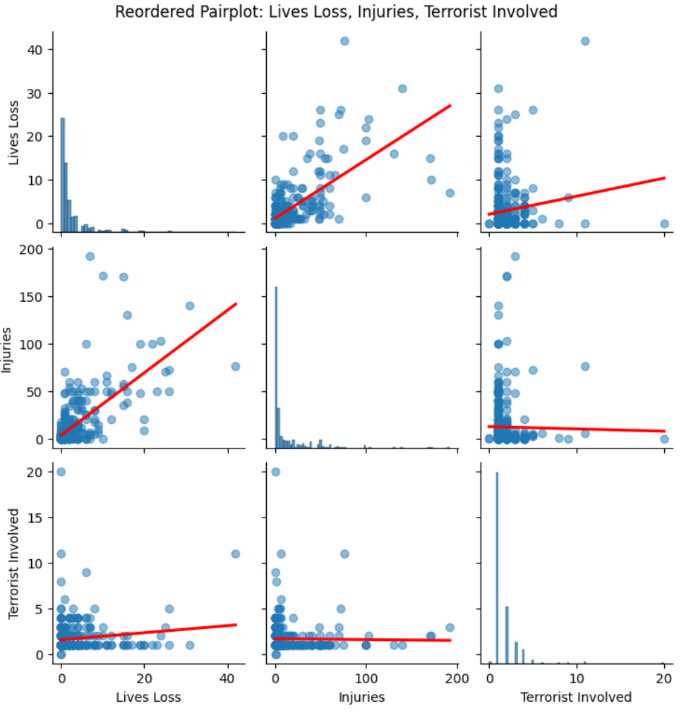 Reordered Pairplot: Lives Loss, Injuries, Terrorist Involved
40
30
20
10
0
Lives Loss
200
150
100
50
0
Injuries
20
15
10
5
0
Terrorist Involved
0 20 40
Lives Loss
0 100 200
Injuries
0 10 20
Terrorist Involved